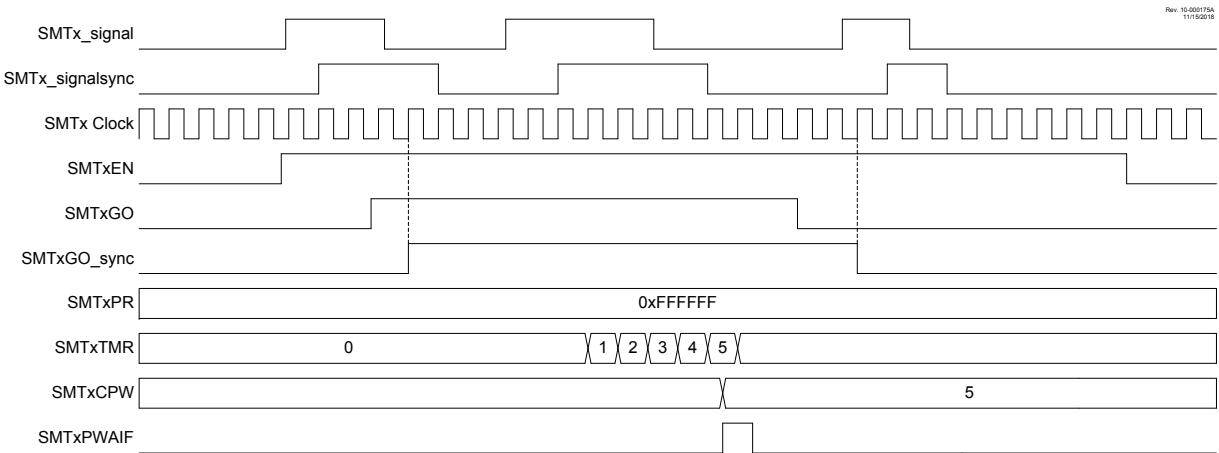 Rev. 10-000175A
11/15/2018
SMTx_signal
SMTx_signalsync
SMTx Clock
SMTxEN
SMTxGO
SMTxGO_sync
SMTxPR 0xFFFFFF
SMTxTMR 0 1 2 3 4 5
SMTxCPW 5
SMTxPWAIF